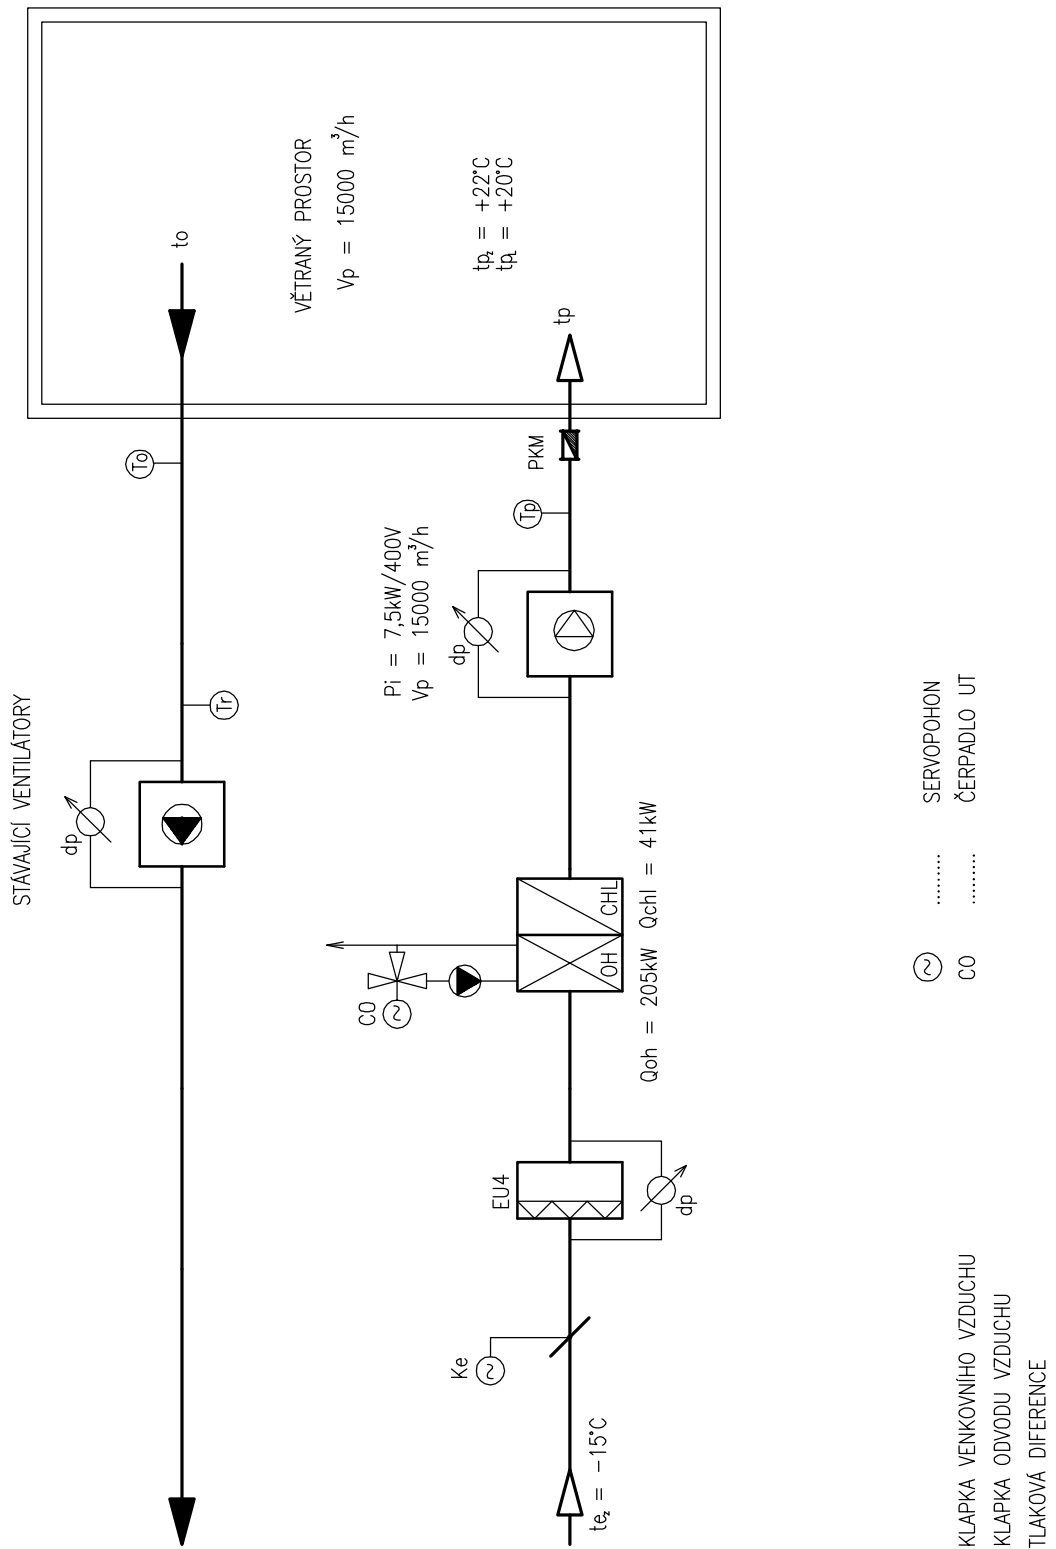 STÁVAJÍCÍ VENTILÁTORY
dp
Tr
To
to
VĚTRANÝ PROSTOR
Vp = 15000 m³/h
tpz = +22°C
tpL = +20°C
tez = -15°C
Ke
EU4
dp
CO
OH
CHL
Qoh = 205kW Qchl = 41kW
Pi = 7,5kW/400V
Vp = 15000 m³/h
dp
Tp
PKM
tp
~ ......... SERVOPOHON
CO ......... ČERPADLO UT
KLAPKA VENKOVNÍHO VZDUCHU
KLAPKA ODVODU VZDUCHU
TLAKOVÁ DIFERENCE